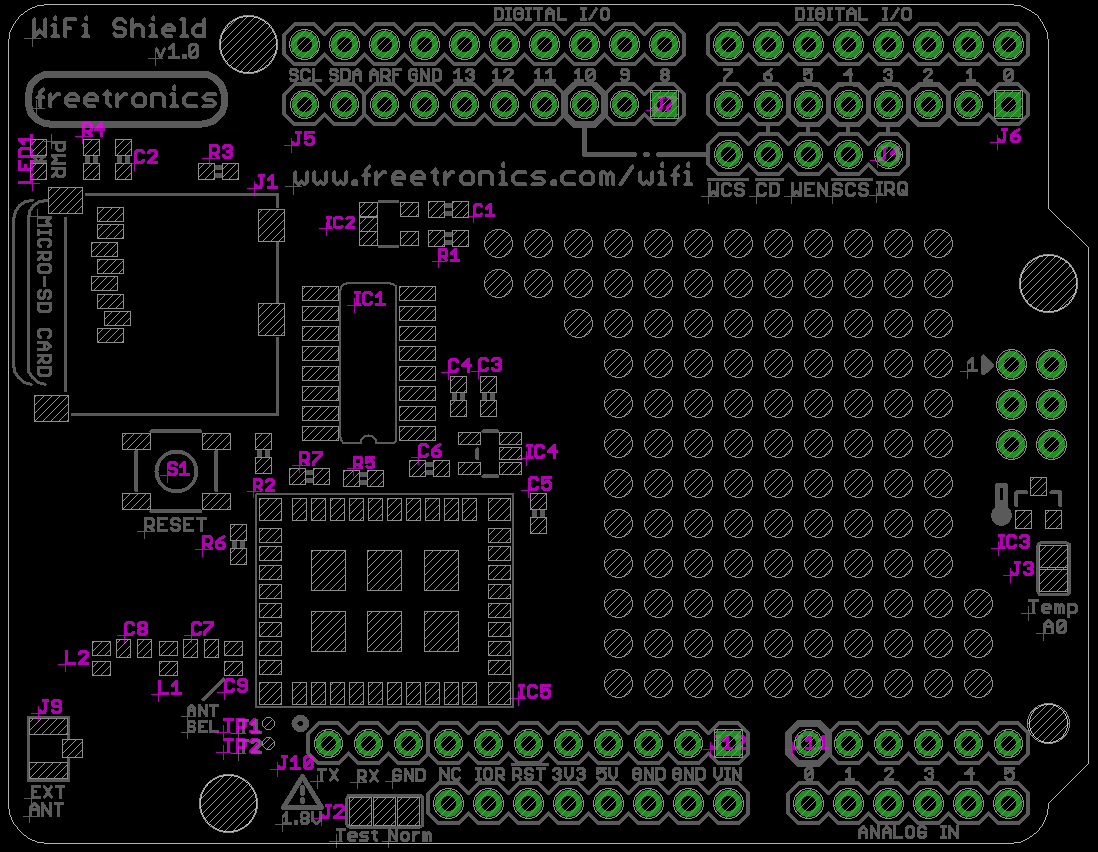 WiFi Shield
v1.0
freetronics
DIGITAL I/O DIGITAL I/O
SCL SDA ARF GND 13 12 11 10 9 8 7 6 5 4 3 2 1 0
J5 J6
LED1 PWR R4 C2 R3
WCS CD WEN SCS IRQ
www.freetronics.com/wifi
J1
MICRO-SD CARD
IC2 C1
R1
IC1
C4 C3
1
S1
RESET
R2 R7 R5 C6 IC4
C5
R6
IC3
J3
Temp
A0
C8 C7
L2 L1 C9
IC5
ANT
SEL
TP1
TP2
J9
EXT
ANT
J10
TX RX GND NC IOR RST 3V3 5V GND GND VIN 0 1 2 3 4 5
1.8V
J2
Test Norm
ANALOG IN